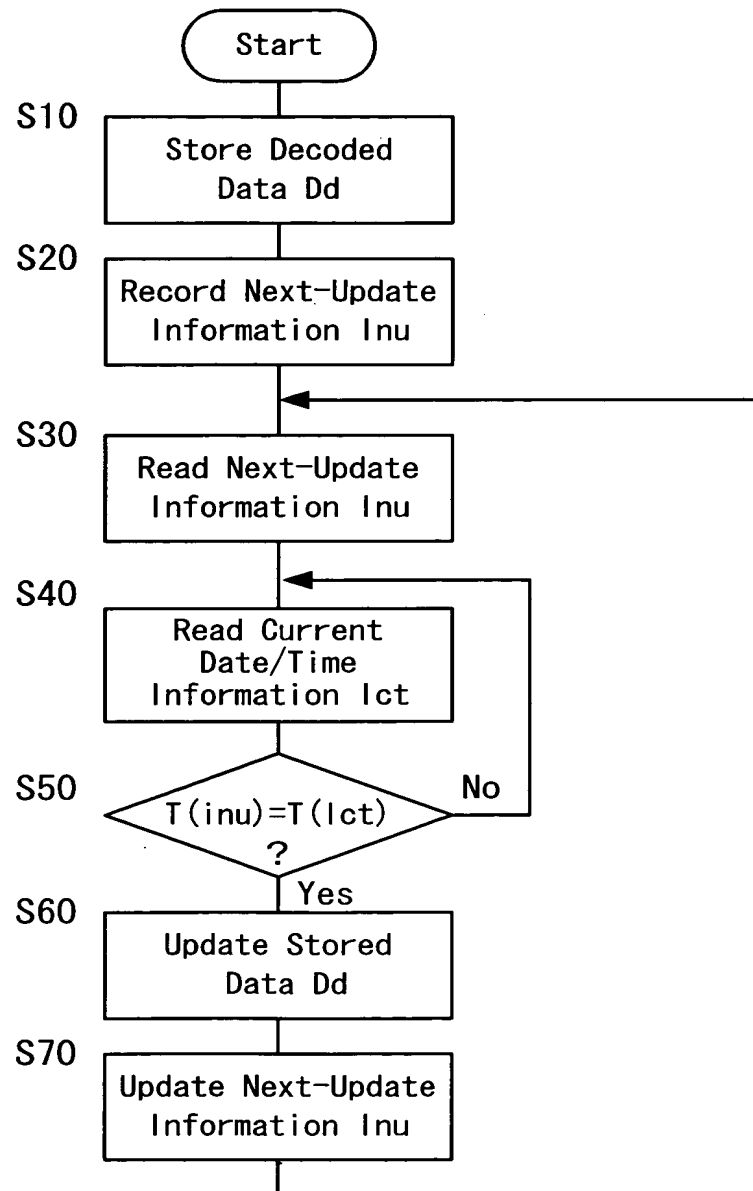 Start
S10
Store Decoded
Data Dd
S20
Record Next-Update
Information Inu
S30
Read Next-Update
Information Inu
S40
Read Current
Date/Time
Information Ict
S50
T(inu)=T(Ict)
?
No
Yes
S60
Update Stored
Data Dd
S70
Update Next-Update
Information Inu